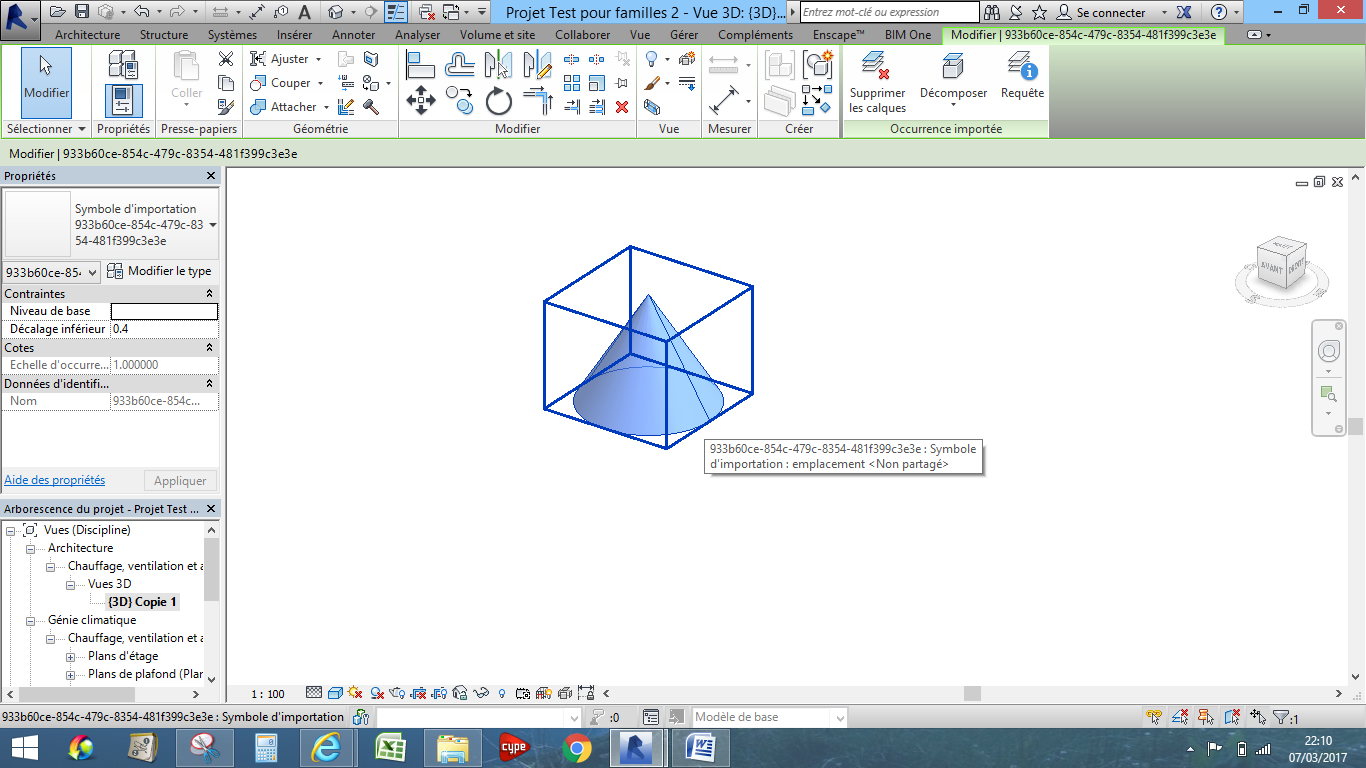 Projet Test pour familles 2 - Vue 3D: {3D}...
Entrez mot-clé ou expression
Se connecter
Architecture Structure Systèmes Insérer Annoter Analyser Volume et site Collaborer Vue Gérer Compléments Enscape™ BIM One Modifier | 933b60ce-854c-479c-8354-481f399c3e3e
Modifier
Coller
Ajuster
Couper
Attacher
Supprimer les calques
Décomposer
Requête
Sélectionner Propriétés Presse-papiers Géométrie Modifier Vue Mesurer Créer Occurrence importée
Modifier | 933b60ce-854c-479c-8354-481f399c3e3e
Propriétés
Symbole d'importation
933b60ce-854c-479c-83
54-481f399c3e3e
933b60ce-85
Modifier le type
Contraintes
Niveau de base
Décalage inférieur 0.4
Cotes
Echelle d'occurre... 1.000000
Données d'identifi...
Nom 933b60ce-854c...
Aide des propriétés Appliquer
Arborescence du projet - Projet Test ...
Vues (Discipline)
Architecture
Chauffage, ventilation et a
Vues 3D
{3D} Copie 1
Génie climatique
Chauffage, ventilation et a
Plans d'étage
Plans de plafond (Plan
HAUT
AVANT
DROITE
933b60ce-854c-479c-8354-481f399c3e3e : Symbole
d'importation : emplacement <Non partagé>
1 : 100
933b60ce-854c-479c-8354-481f399c3e3e : Symbole d'importation
:0
Modèle de base
:1
cype
22:10
07/03/2017